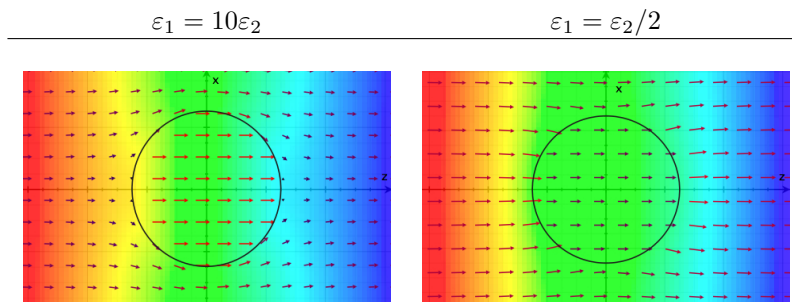 ε₁ = 10ε₂ ε₁ = ε₂/2
x x
z z